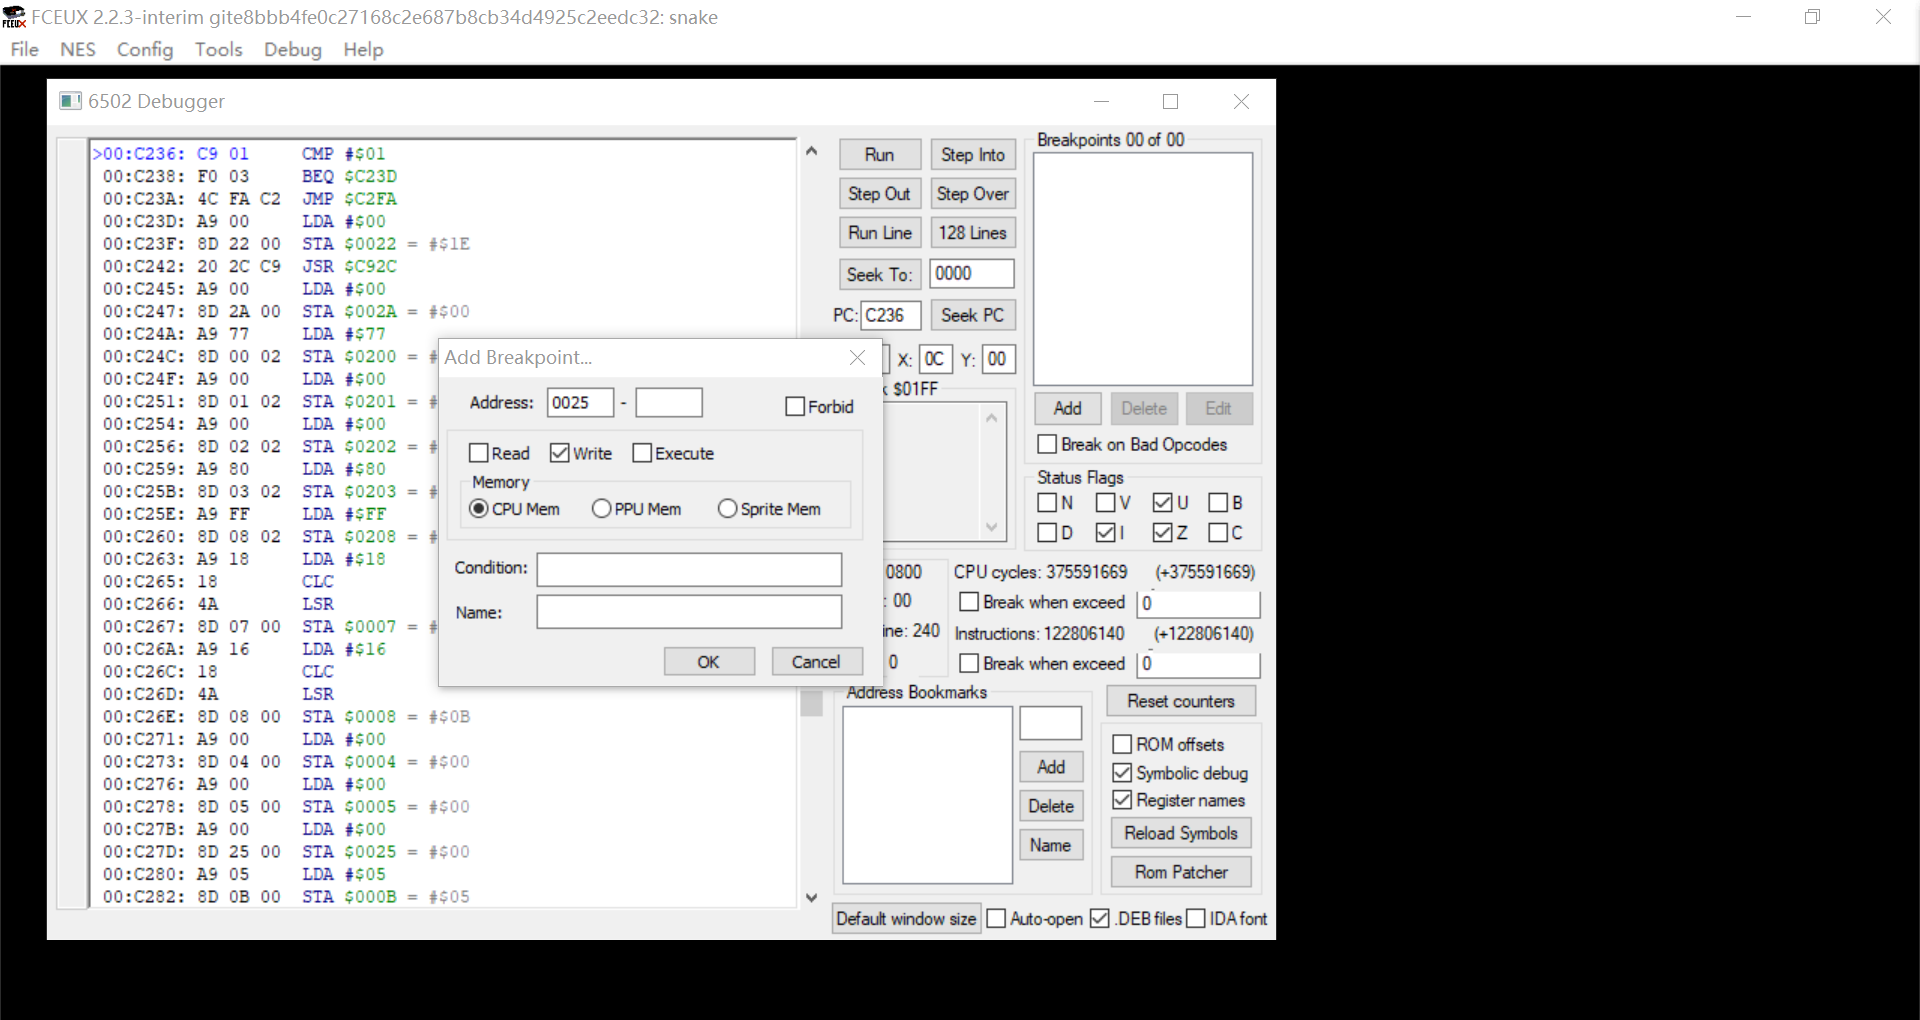 FCEUX 2.2.3-interim gite8bbb4fe0c27168c2e687b8cb34d4925c2eedc32: snake
File NES Config Tools Debug Help
6502 Debugger
>00:C236: C9 01 CMP #$01
00:C238: F0 03 BEQ $C23D
00:C23A: 4C FA C2 JMP $C2FA
00:C23D: A9 00 LDA #$00
00:C23F: 8D 22 00 STA $0022 = #$1E
00:C242: 20 2C C9 JSR $C92C
00:C245: A9 00 LDA #$00
00:C247: 8D 2A 00 STA $002A = #$00
00:C24A: A9 77 LDA #$77
00:C24C: 8D 00 02 STA $0200 = #
00:C24F: A9 00 LDA #$00
00:C251: 8D 01 02 STA $0201 = #
00:C254: A9 00 LDA #$00
00:C256: 8D 02 02 STA $0202 = #
00:C259: A9 80 LDA #$80
00:C25B: 8D 03 02 STA $0203 = #
00:C25E: A9 FF LDA #$FF
00:C260: 8D 08 02 STA $0208 = #
00:C263: A9 18 LDA #$18
00:C265: 18 CLC
00:C266: 4A LSR
00:C267: 8D 07 00 STA $0007 = #
00:C26A: A9 16 LDA #$16
00:C26C: 18 CLC
00:C26D: 4A LSR
00:C26E: 8D 08 00 STA $0008 = #$0B
00:C271: A9 00 LDA #$00
00:C273: 8D 04 00 STA $0004 = #$00
00:C276: A9 00 LDA #$00
00:C278: 8D 05 00 STA $0005 = #$00
00:C27B: A9 00 LDA #$00
00:C27D: 8D 25 00 STA $0025 = #$00
00:C280: A9 05 LDA #$05
00:C282: 8D 0B 00 STA $000B = #$05
Add Breakpoint...
Address: 0025 - Forbid
Read Write Execute
Memory
CPU Mem PPU Mem Sprite Mem
Condition:
Name:
OK Cancel
Run Step Into
Step Out Step Over
Run Line 128 Lines
Seek To: 0000
PC: C236 Seek PC
X: 0C Y: 00
$01FF
0800
: 00
ine: 240
0
Breakpoints 00 of 00
Add Delete Edit
Break on Bad Opcodes
Status Flags
N V U B
D I Z C
CPU cycles: 375591669 (+375591669)
Break when exceed 0
Instructions: 122806140 (+122806140)
Break when exceed 0
Address Bookmarks
Add
Delete
Name
Reset counters
ROM offsets
Symbolic debug
Register names
Reload Symbols
Rom Patcher
Default window size Auto-open .DEB files IDA font